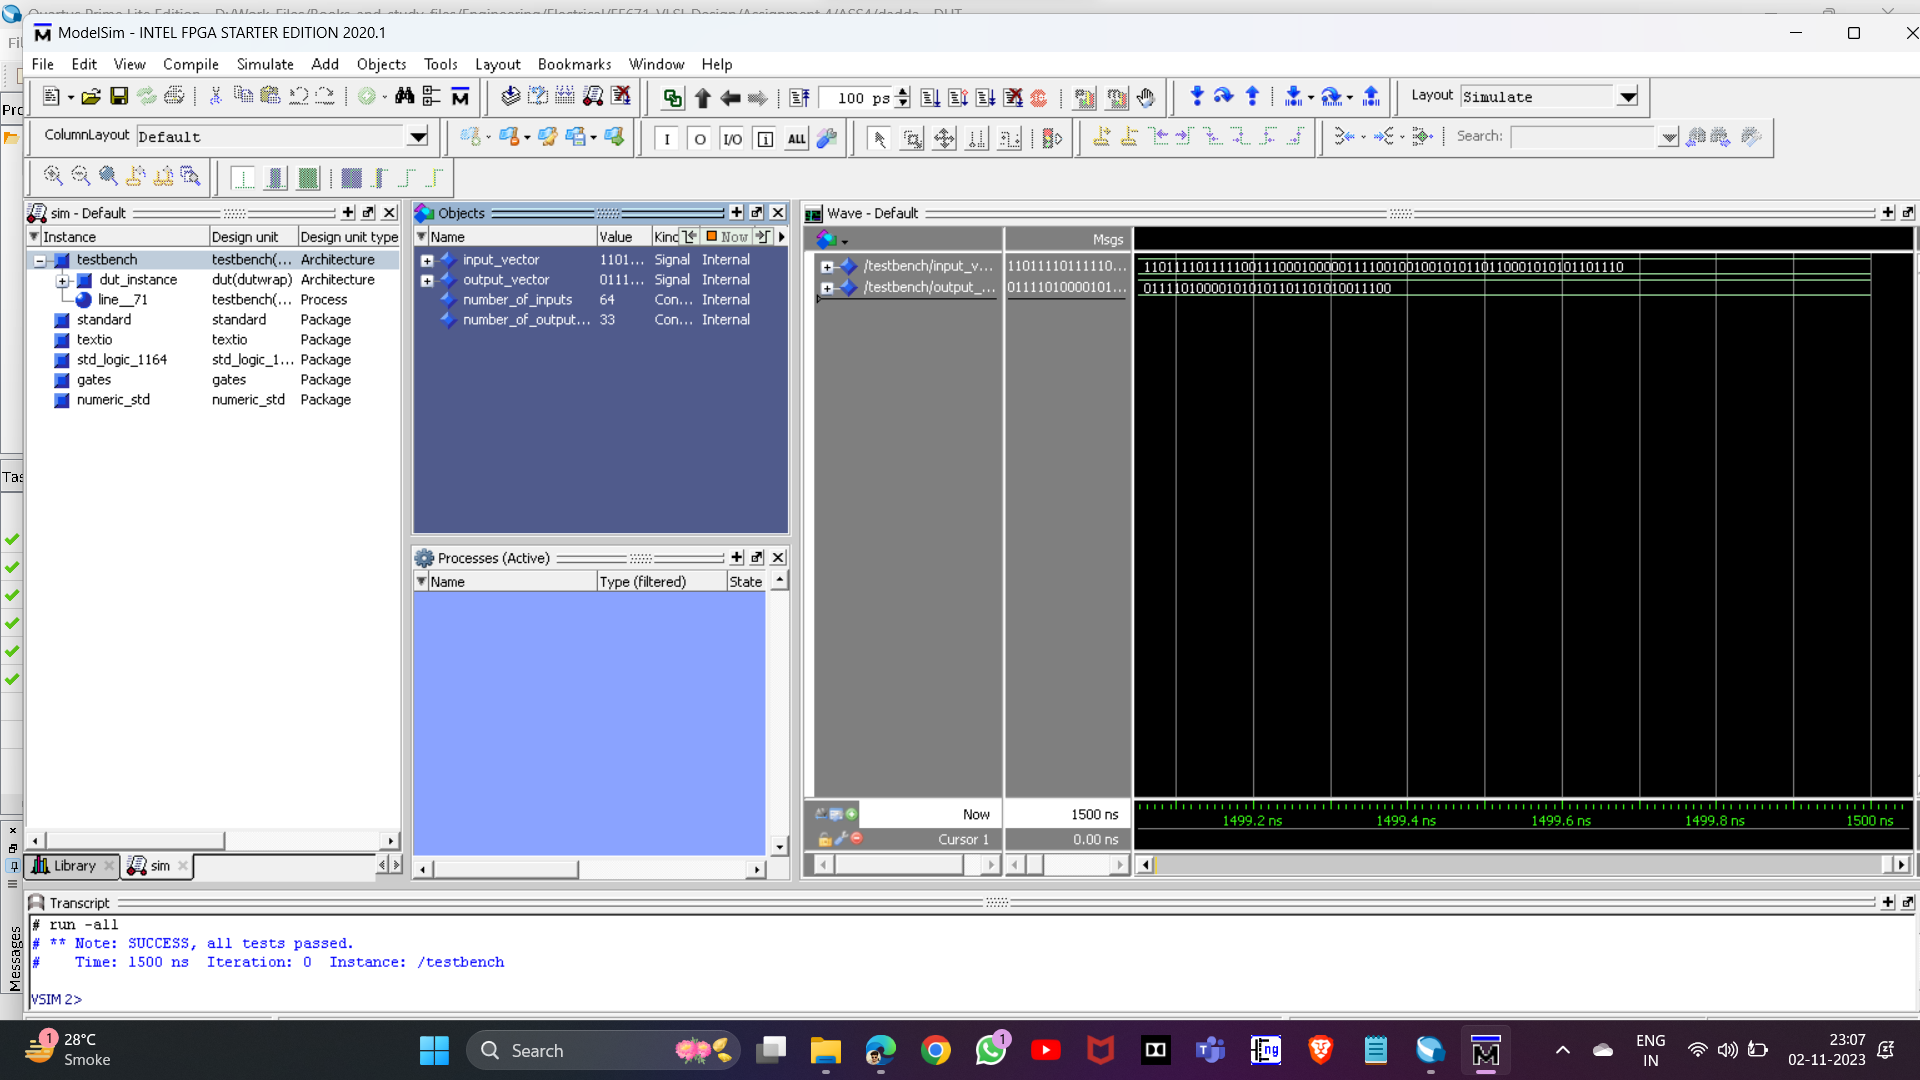 ModelSim - INTEL FPGA STARTER EDITION 2020.1
File Edit View Compile Simulate Add Objects Tools Layout Bookmarks Window Help
100 ps
Layout Simulate
ColumnLayout Default
I O I/O ALL
Search:
sim - Default
Instance Design unit Design unit type
testbench testbench(... Architecture
dut_instance dut(dutwrap) Architecture
line__71 testbench(... Process
standard standard Package
textio textio Package
std_logic_1164 std_logic_1... Package
gates gates Package
numeric_std numeric_std Package
Library sim
Objects
Name Value Kind Now
input_vector 1101... Signal Internal
output_vector 0111... Signal Internal
number_of_inputs 64 Con... Internal
number_of_output... 33 Con... Internal
Processes (Active)
Name Type (filtered) State
Wave - Default
Msgs
/testbench/input_v... 11011110111110...
/testbench/output_... 01111010000101...
Now 1500 ns
Cursor 1 0.00 ns
1499.2 ns 1499.4 ns 1499.6 ns 1499.8 ns 1500 ns
Transcript
# run -all
# ** Note: SUCCESS, all tests passed.
# Time: 1500 ns Iteration: 0 Instance: /testbench
VSIM 2>
Messages
1
28°C
Smoke
Search
1
ENG
IN
23:07
02-11-2023